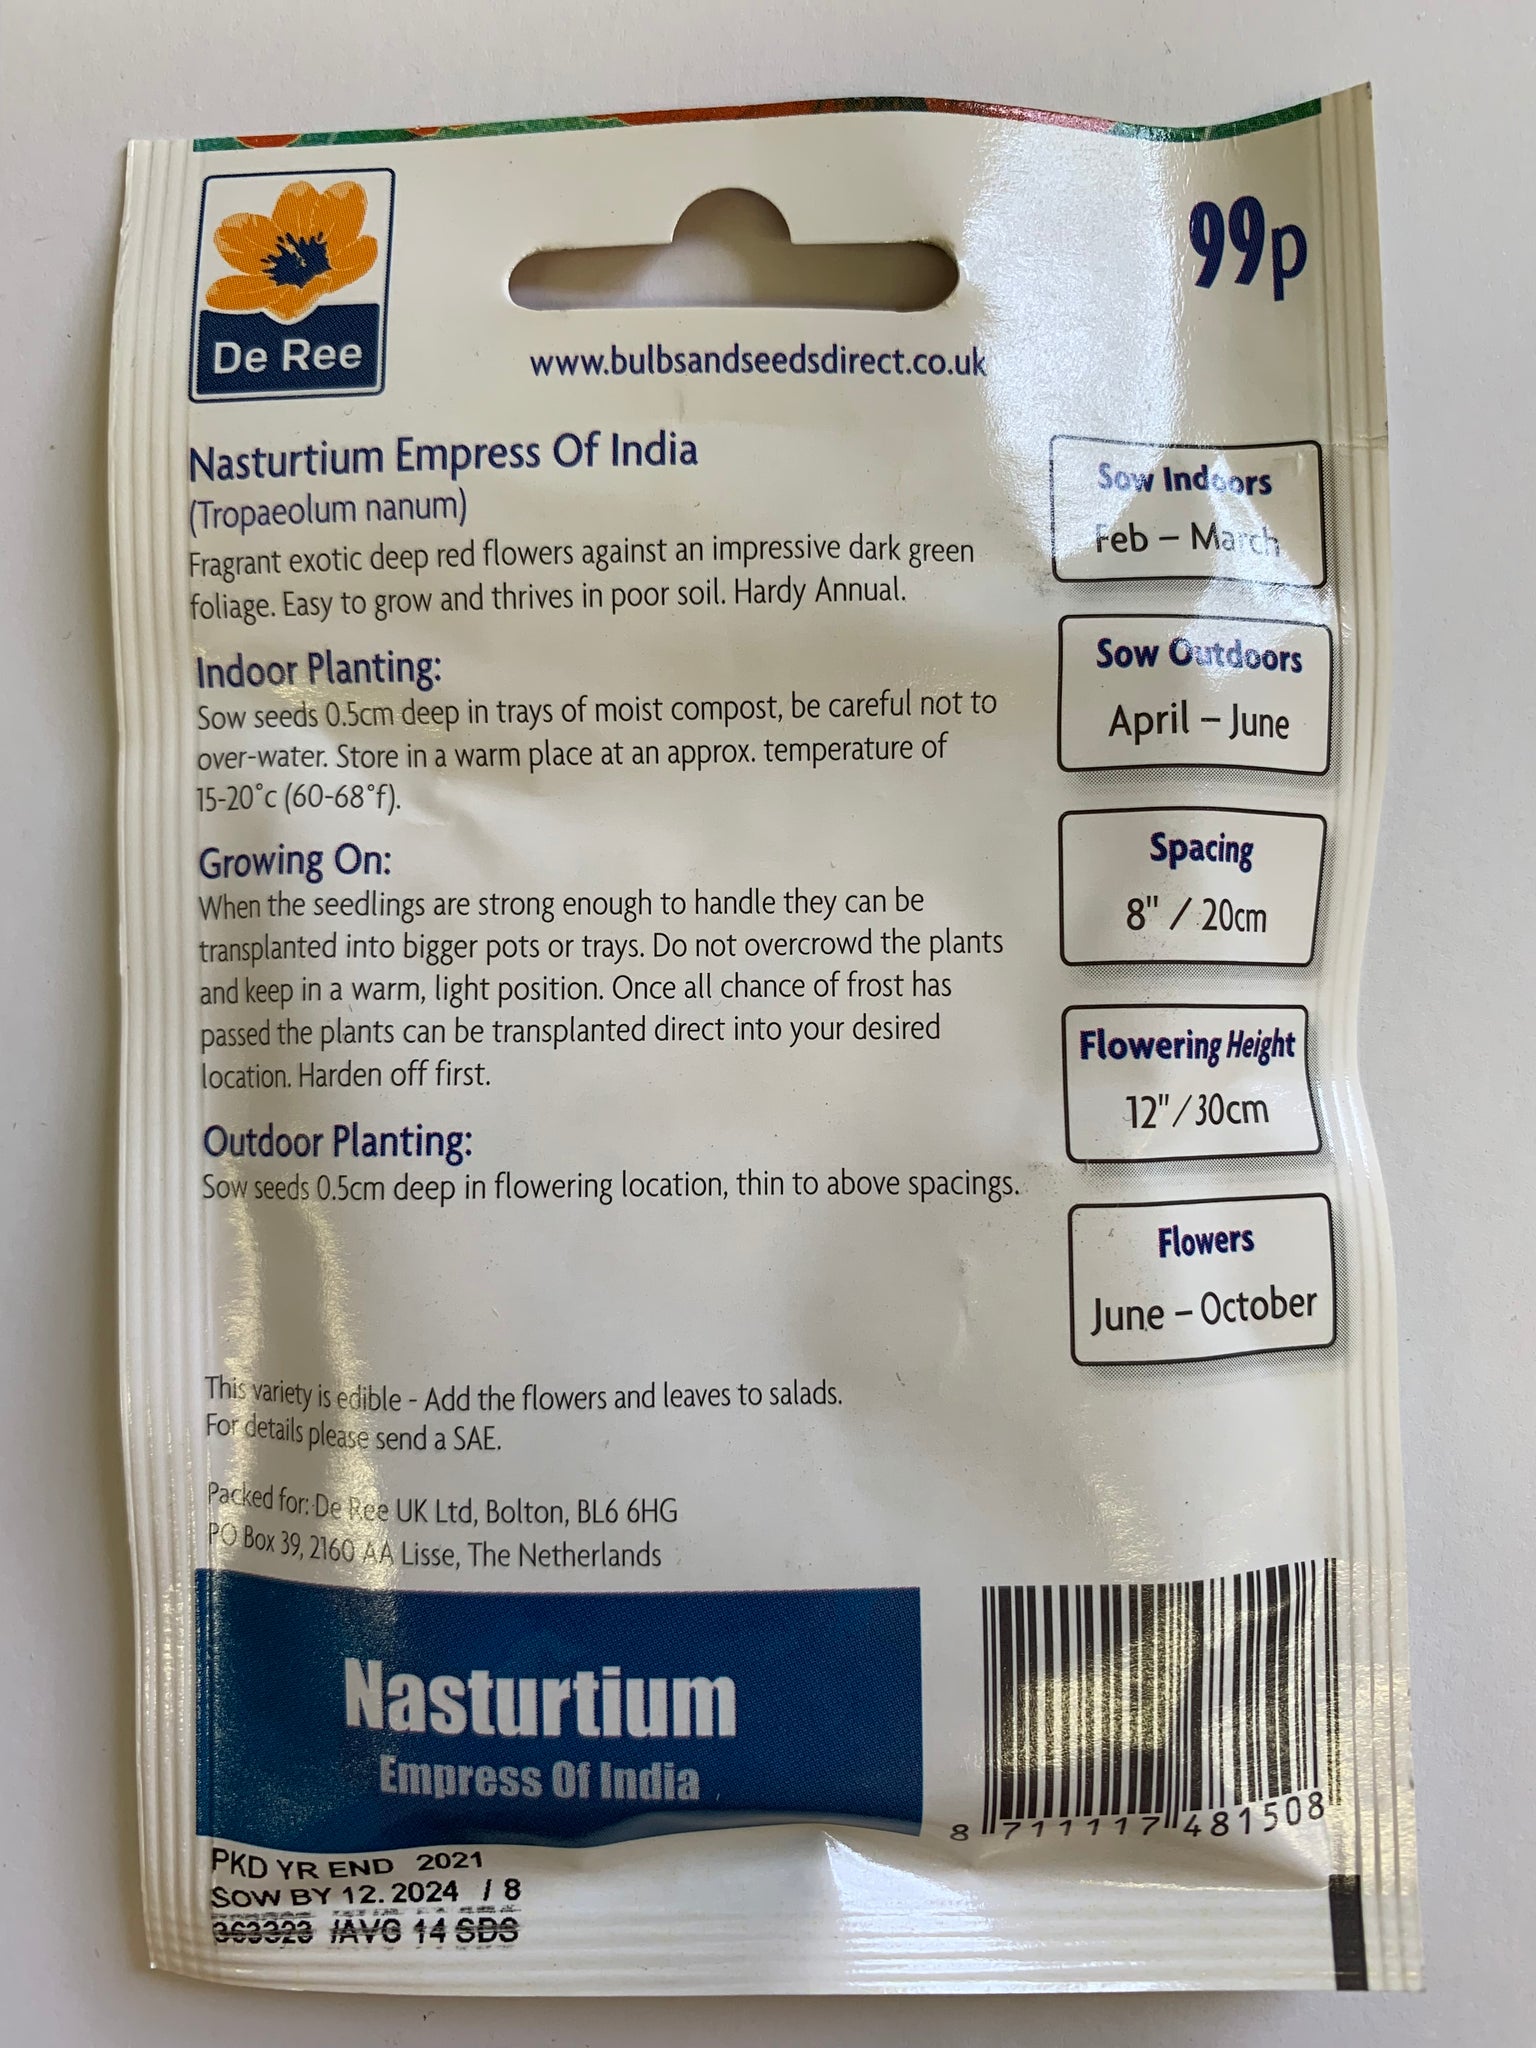 De Ree
99p
www.bulbsandseedsdirect.co.uk
Nasturtium Empress Of India
(Tropaeolum nanum)
Fragrant exotic deep red flowers against an impressive dark green
foliage. Easy to grow and thrives in poor soil. Hardy Annual.
Indoor Planting:
Sow seeds 0.5cm deep in trays of moist compost, be careful not to
over-water. Store in a warm place at an approx. temperature of
15-20°c (60-68°f).
Growing On:
When the seedlings are strong enough to handle they can be
transplanted into bigger pots or trays. Do not overcrowd the plants
and keep in a warm, light position. Once all chance of frost has
passed the plants can be transplanted direct into your desired
location. Harden off first.
Outdoor Planting:
Sow seeds 0.5cm deep in flowering location, thin to above spacings.
Sow Indoors
Feb – March
Sow Outdoors
April – June
Spacing
8" / 20cm
Flowering Height
12" / 30cm
Flowers
June – October
This variety is edible - Add the flowers and leaves to salads.
For details please send a SAE.
Packed for: De Ree UK Ltd, Bolton, BL6 6HG
PO Box 39, 2160 AA Lisse, The Netherlands
Nasturtium
Empress Of India
8 711117 481508
PKD YR END 2021
SOW BY 12.2024 / 8
363323 /AVG 14 SDS